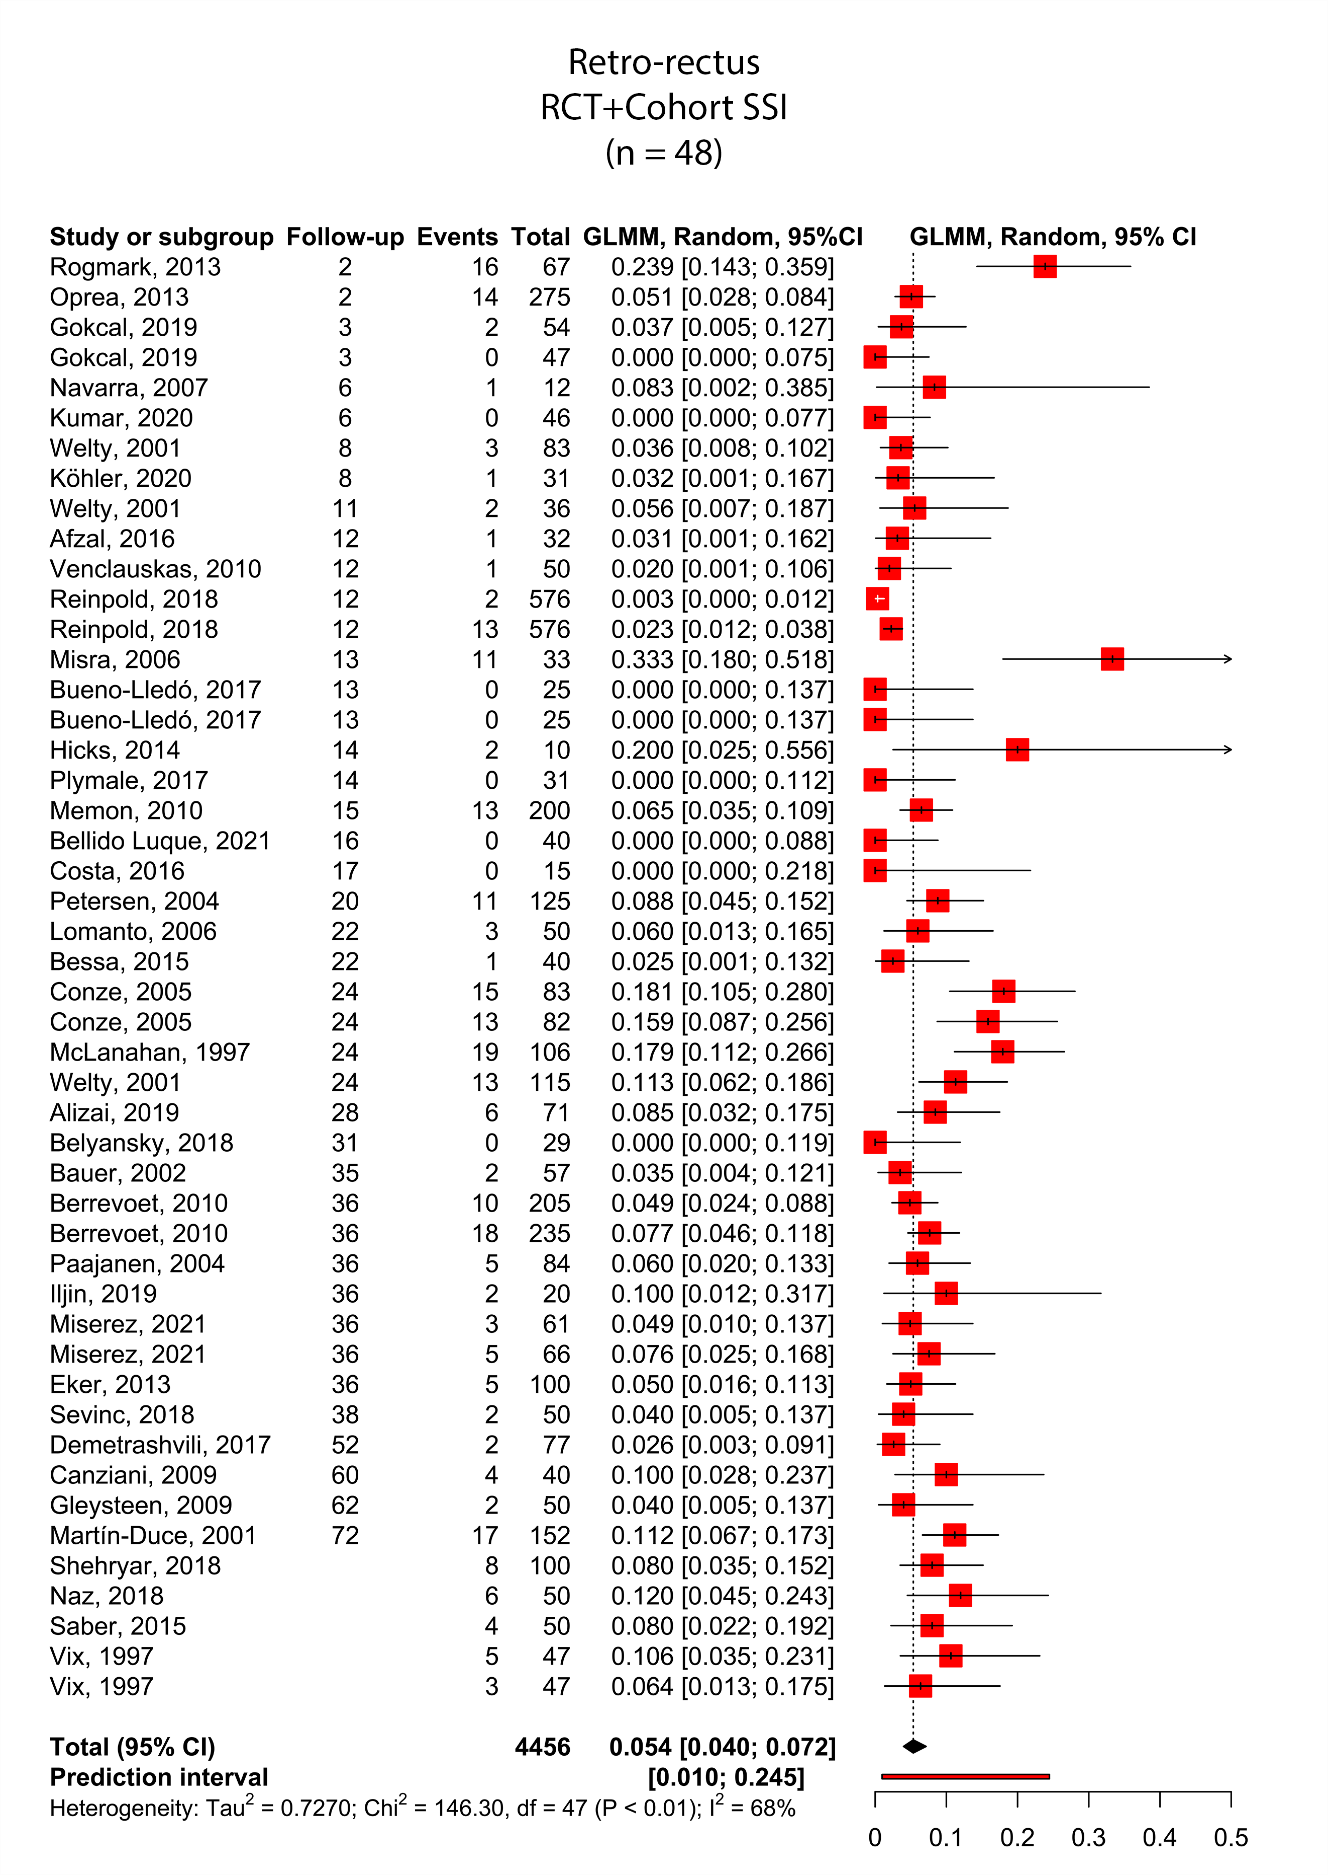 Retro-rectus
RCT+Cohort SSI
(n = 48)
Study or subgroup Follow-up Events Total GLMM, Random, 95%CI GLMM, Random, 95% CI
Rogmark, 2013 2 16 67 0.239 [0.143; 0.359]
Oprea, 2013 2 14 275 0.051 [0.028; 0.084]
Gokcal, 2019 3 2 54 0.037 [0.005; 0.127]
Gokcal, 2019 3 0 47 0.000 [0.000; 0.075]
Navarra, 2007 6 1 12 0.083 [0.002; 0.385]
Kumar, 2020 6 0 46 0.000 [0.000; 0.077]
Welty, 2001 8 3 83 0.036 [0.008; 0.102]
Köhler, 2020 8 1 31 0.032 [0.001; 0.167]
Welty, 2001 11 2 36 0.056 [0.007; 0.187]
Afzal, 2016 12 1 32 0.031 [0.001; 0.162]
Venclauskas, 2010 12 1 50 0.020 [0.001; 0.106]
Reinpold, 2018 12 2 576 0.003 [0.000; 0.012]
Reinpold, 2018 12 13 576 0.023 [0.012; 0.038]
Misra, 2006 13 11 33 0.333 [0.180; 0.518]
Bueno-Lledó, 2017 13 0 25 0.000 [0.000; 0.137]
Bueno-Lledó, 2017 13 0 25 0.000 [0.000; 0.137]
Hicks, 2014 14 2 10 0.200 [0.025; 0.556]
Plymale, 2017 14 0 31 0.000 [0.000; 0.112]
Memon, 2010 15 13 200 0.065 [0.035; 0.109]
Bellido Luque, 2021 16 0 40 0.000 [0.000; 0.088]
Costa, 2016 17 0 15 0.000 [0.000; 0.218]
Petersen, 2004 20 11 125 0.088 [0.045; 0.152]
Lomanto, 2006 22 3 50 0.060 [0.013; 0.165]
Bessa, 2015 22 1 40 0.025 [0.001; 0.132]
Conze, 2005 24 15 83 0.181 [0.105; 0.280]
Conze, 2005 24 13 82 0.159 [0.087; 0.256]
McLanahan, 1997 24 19 106 0.179 [0.112; 0.266]
Welty, 2001 24 13 115 0.113 [0.062; 0.186]
Alizai, 2019 28 6 71 0.085 [0.032; 0.175]
Belyansky, 2018 31 0 29 0.000 [0.000; 0.119]
Bauer, 2002 35 2 57 0.035 [0.004; 0.121]
Berrevoet, 2010 36 10 205 0.049 [0.024; 0.088]
Berrevoet, 2010 36 18 235 0.077 [0.046; 0.118]
Paajanen, 2004 36 5 84 0.060 [0.020; 0.133]
Iljin, 2019 36 2 20 0.100 [0.012; 0.317]
Miserez, 2021 36 3 61 0.049 [0.010; 0.137]
Miserez, 2021 36 5 66 0.076 [0.025; 0.168]
Eker, 2013 36 5 100 0.050 [0.016; 0.113]
Sevinc, 2018 38 2 50 0.040 [0.005; 0.137]
Demetrashvili, 2017 52 2 77 0.026 [0.003; 0.091]
Canziani, 2009 60 4 40 0.100 [0.028; 0.237]
Gleysteen, 2009 62 2 50 0.040 [0.005; 0.137]
Martín-Duce, 2001 72 17 152 0.112 [0.067; 0.173]
Shehryar, 2018 8 100 0.080 [0.035; 0.152]
Naz, 2018 6 50 0.120 [0.045; 0.243]
Saber, 2015 4 50 0.080 [0.022; 0.192]
Vix, 1997 5 47 0.106 [0.035; 0.231]
Vix, 1997 3 47 0.064 [0.013; 0.175]
Total (95% CI) 4456 0.054 [0.040; 0.072]
Prediction interval [0.010; 0.245]
Heterogeneity: Tau² = 0.7270; Chi² = 146.30, df = 47 (P < 0.01); I² = 68%
0 0.1 0.2 0.3 0.4 0.5